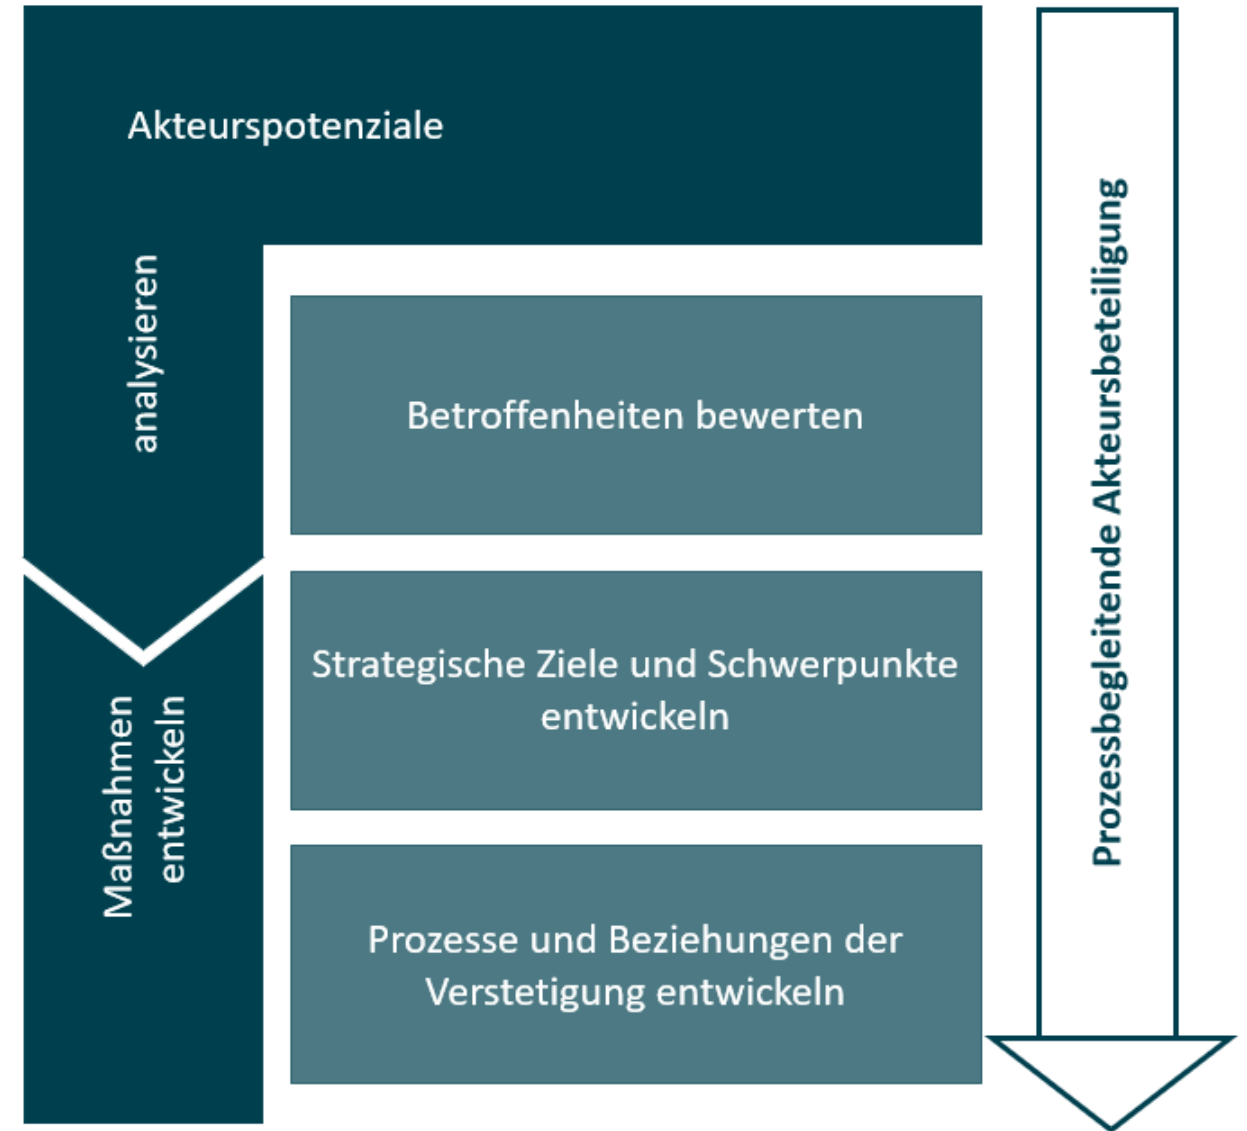 Akteurspotenziale
analysieren
Betroffenheiten bewerten
Strategische Ziele und Schwerpunkte
entwickeln
Maßnahmen
entwickeln
Prozesse und Beziehungen der
Verstetigung entwickeln
Prozessbegleitende Akteursbeteiligung